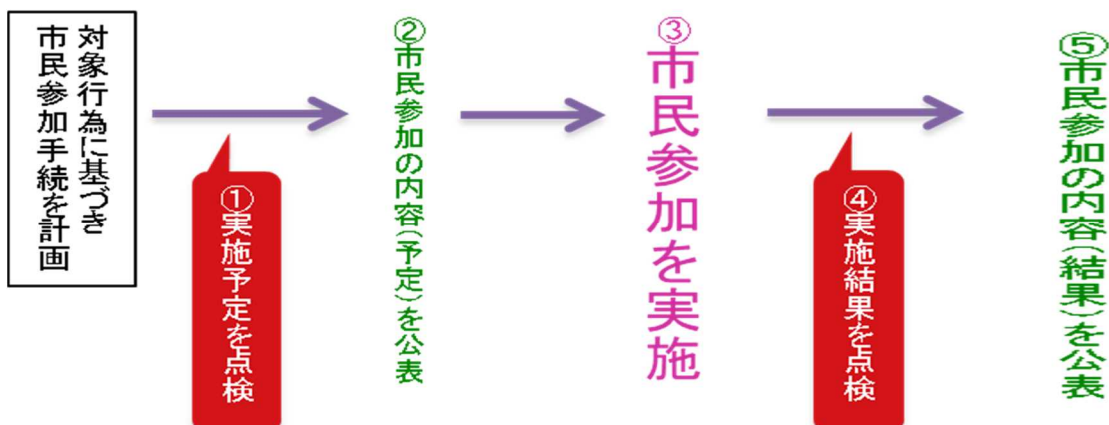 対象行為に基づき
市民参加手続を計画
①実施予定を点検
②市民参加の内容(予定)を公表
③市民参加を実施
④実施結果を点検
⑤市民参加の内容(結果)を公表